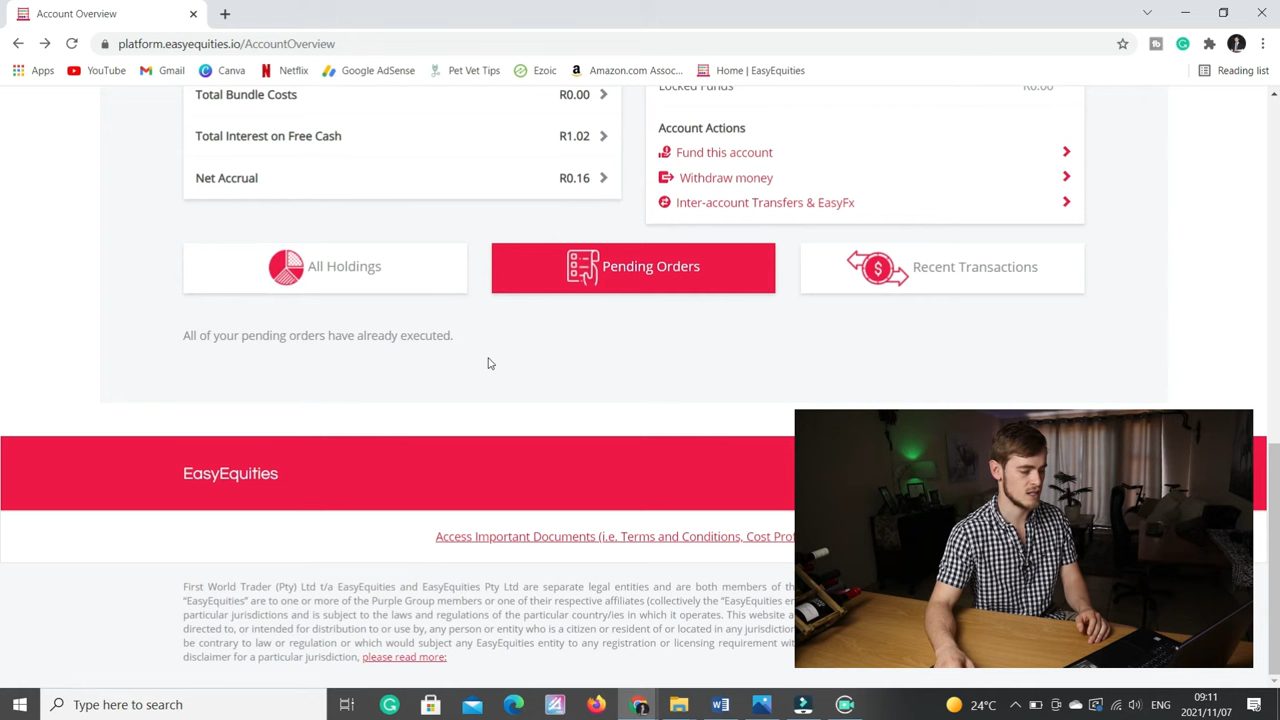 Account Overview
platform.easyequities.io/AccountOverview
Apps
YouTube
Gmail
Canva
Netflix
Google AdSense
Pet Vet Tips
Ezoic
Amazon.com Assoc...
Home | EasyEquities
Reading list
Total Bundle Costs R0.00
Total Interest on Free Cash R1.02
Net Accrual R0.16
Locked Funds R0.00
Account Actions
Fund this account
Withdraw money
Inter-account Transfers & EasyFx
All Holdings
Pending Orders
Recent Transactions
All of your pending orders have already executed.
EasyEquities
Access Important Documents (i.e. Terms and Conditions, Cost Prof
First World Trader (Pty) Ltd t/a EasyEquities and EasyEquities Pty Ltd are separate legal entities and are both members of the
"EasyEquities" are to one or more of the Purple Group members or one of their respective affiliates (collectively the "EasyEquities en
particular jurisdictions and is subject to the laws and regulations of the particular country/ies in which it operates. This website a
directed to, or intended for distribution to or use by, any person or entity who is a citizen or resident of or located in any jurisdiction
be contrary to law or regulation or which would subject any EasyEquities entity to any registration or licensing requirement wit
disclaimer for a particular jurisdiction, please read more:
Type here to search
24°C
ENG
09:11
2021/11/07